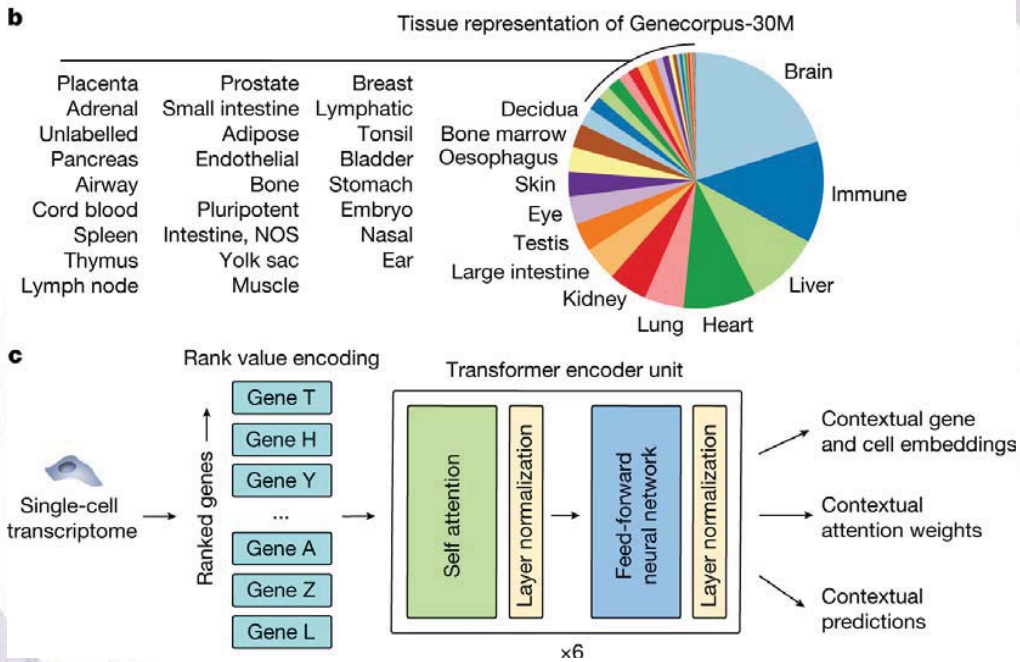 b
Tissue representation of Genecorpus-30M
Placenta Prostate Breast
Adrenal Small intestine Lymphatic
Unlabelled Adipose Tonsil
Pancreas Endothelial Bladder
Airway Bone Stomach
Cord blood Pluripotent Embryo
Spleen Intestine, NOS Nasal
Thymus Yolk sac Ear
Lymph node Muscle
Decidua
Bone marrow
Oesophagus
Skin
Eye
Testis
Large intestine
Kidney
Lung
Heart
Liver
Immune
Brain
c
Single-cell
transcriptome
Rank value encoding
Ranked genes
Gene T
Gene H
Gene Y
...
Gene A
Gene Z
Gene L
Transformer encoder unit
Self attention
Layer normalization
Feed-forward
neural network
Layer normalization
×6
Contextual gene
and cell embeddings
Contextual
attention weights
Contextual
predictions